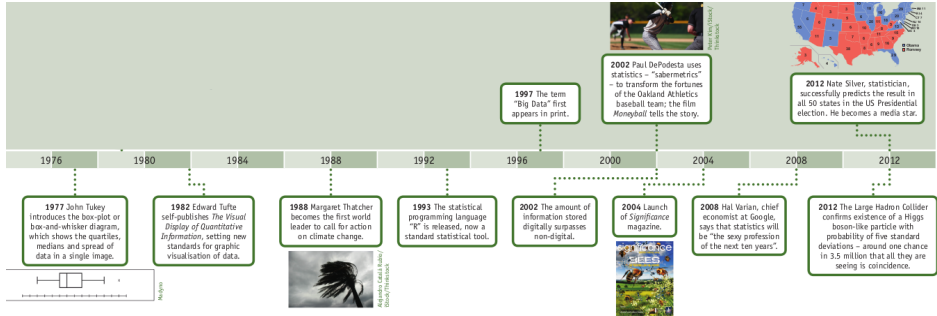 2002 Paul DePodesta uses
statistics – “sabermetrics”
– to transform the fortunes
of the Oakland Athletics
baseball team; the film
Moneyball tells the story.
2012 Nate Silver, statistician,
successfully predicts the result in
all 50 states in the US Presidential
election. He becomes a media star.
1997 The term
“Big Data” first
appears in print.
1976
1980
1984
1988
1992
1996
2000
2004
2008
2012
1977 John Tukey
introduces the box-plot or
box-and-whisker diagram,
which shows the quartiles,
medians and spread of
data in a single image.
1982 Edward Tufte
self-publishes The Visual
Display of Quantitative
Information, setting new
standards for graphic
visualisation of data.
1988 Margaret Thatcher
becomes the first world
leader to call for action
on climate change.
1993 The statistical
programming language
“R” is released, now a
standard statistical tool.
2002 The amount of
information stored
digitally surpasses
non-digital.
2004 Launch
of Significance
magazine.
2008 Hal Varian, chief
economist at Google,
says that statistics will
be “the sexy profession
of the next ten years”.
2012 The Large Hadron Collider
confirms existence of a Higgs
boson-like particle with
probability of five standard
deviations – around one chance
in 3.5 million that all they are
seeing is coincidence.
Obama
Romney